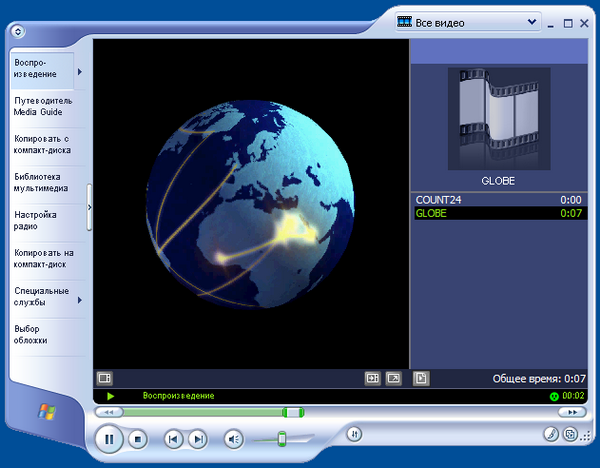 Все видео
Воспро-
изведение
Путеводитель
Media Guide
Копировать с
компакт-диска
Библиотека
мультимедиа
Настройка
радио
Копировать на
компакт-диск
Специальные
службы
Выбор
обложки
GLOBE
COUNT24 0:00
GLOBE 0:07
Общее время: 0:07
Воспроизведение 00:02